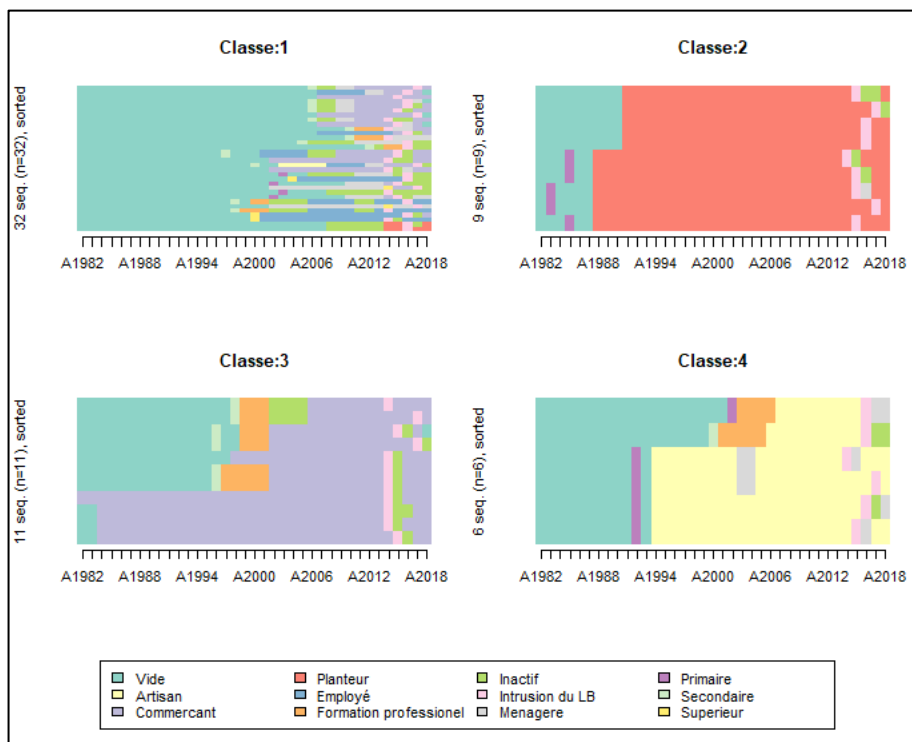 Classe:1
32 seq. (n=32), sorted
A1982 A1988 A1994 A2000 A2006 A2012 A2018
Classe:2
9 seq. (n=9), sorted
A1982 A1988 A1994 A2000 A2006 A2012 A2018
Classe:3
11 seq. (n=11), sorted
A1982 A1988 A1994 A2000 A2006 A2012 A2018
Classe:4
6 seq. (n=6), sorted
A1982 A1988 A1994 A2000 A2006 A2012 A2018
Vide Planteur Inactif Primaire
Artisan Employé Intrusion du LB Secondaire
Commercant Formation professionel Menagere Superieur